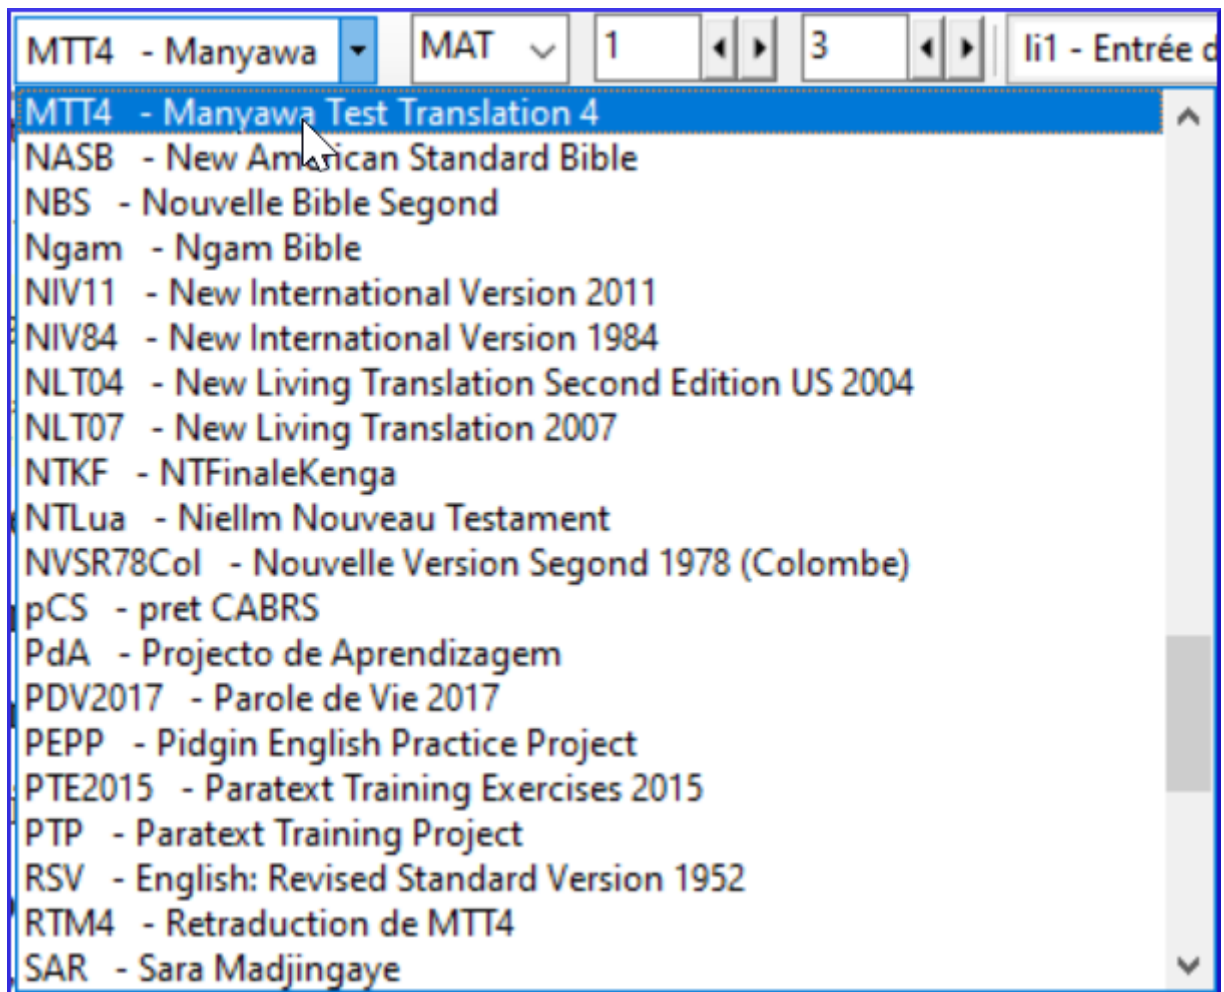 MTT4 - Manyawa MAT 1 3 li1 - Entrée d
MTT4 - Manyawa Test Translation 4
NASB - New American Standard Bible
NBS - Nouvelle Bible Segond
Ngam - Ngam Bible
NIV11 - New International Version 2011
NIV84 - New International Version 1984
NLT04 - New Living Translation Second Edition US 2004
NLT07 - New Living Translation 2007
NTKF - NTFinaleKenga
NTLua - Niellm Nouveau Testament
NVSR78Col - Nouvelle Version Segond 1978 (Colombe)
pCS - pret CABRS
PdA - Projecto de Aprendizagem
PDV2017 - Parole de Vie 2017
PEPP - Pidgin English Practice Project
PTE2015 - Paratext Training Exercises 2015
PTP - Paratext Training Project
RSV - English: Revised Standard Version 1952
RTM4 - Retraduction de MTT4
SAR - Sara Madjingaye